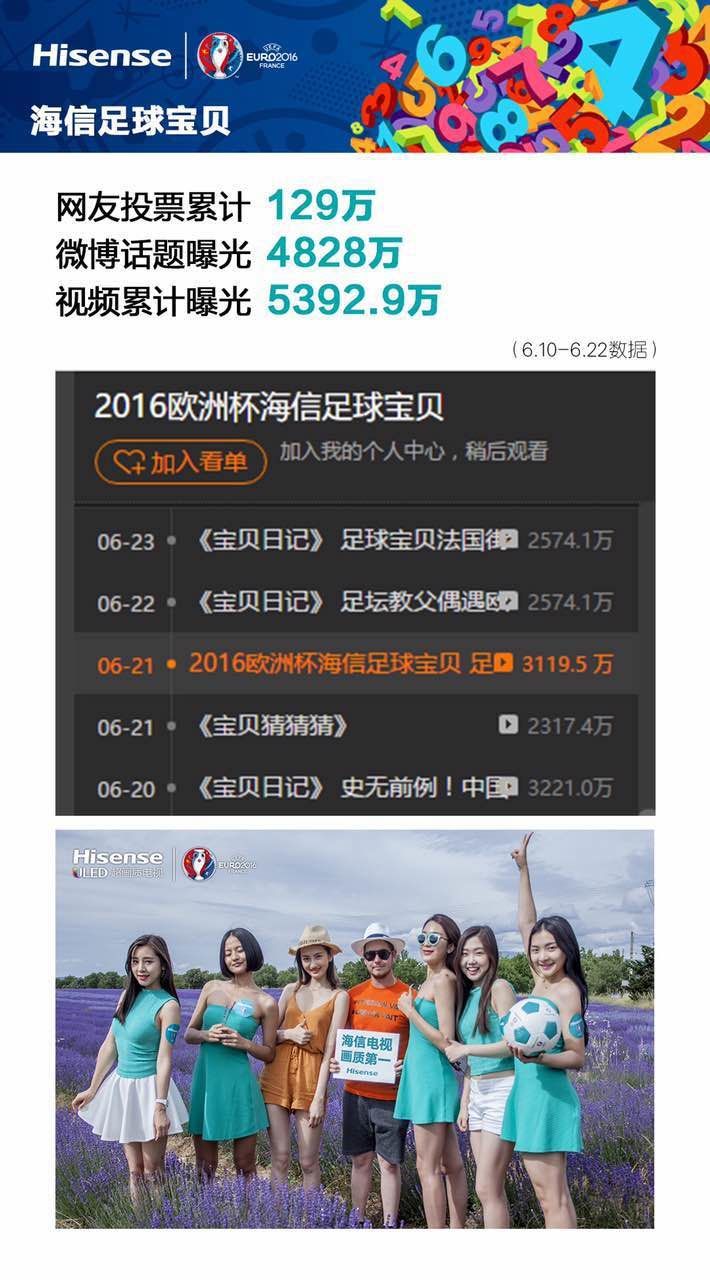 Hisense
UEFA
EURO2016
FRANCE
海信足球宝贝
网友投票累计 129万
微博话题曝光 4828万
视频累计曝光 5392.9万
（6.10-6.22数据）
2016欧洲杯海信足球宝贝
加入看单 加入我的个人中心，稍后观看
06-23 《宝贝日记》 足球宝贝法国街 2574.1万
06-22 《宝贝日记》 足坛教父偶遇欧 2574.1万
06-21 2016欧洲杯海信足球宝贝 足 3119.5 万
06-21 《宝贝猜猜猜》 2317.4万
06-20 《宝贝日记》 史无前例！中国 3221.0万
Hisense
ULED 超画质电视
EURO2016
海信电视
画质第一
Hisense